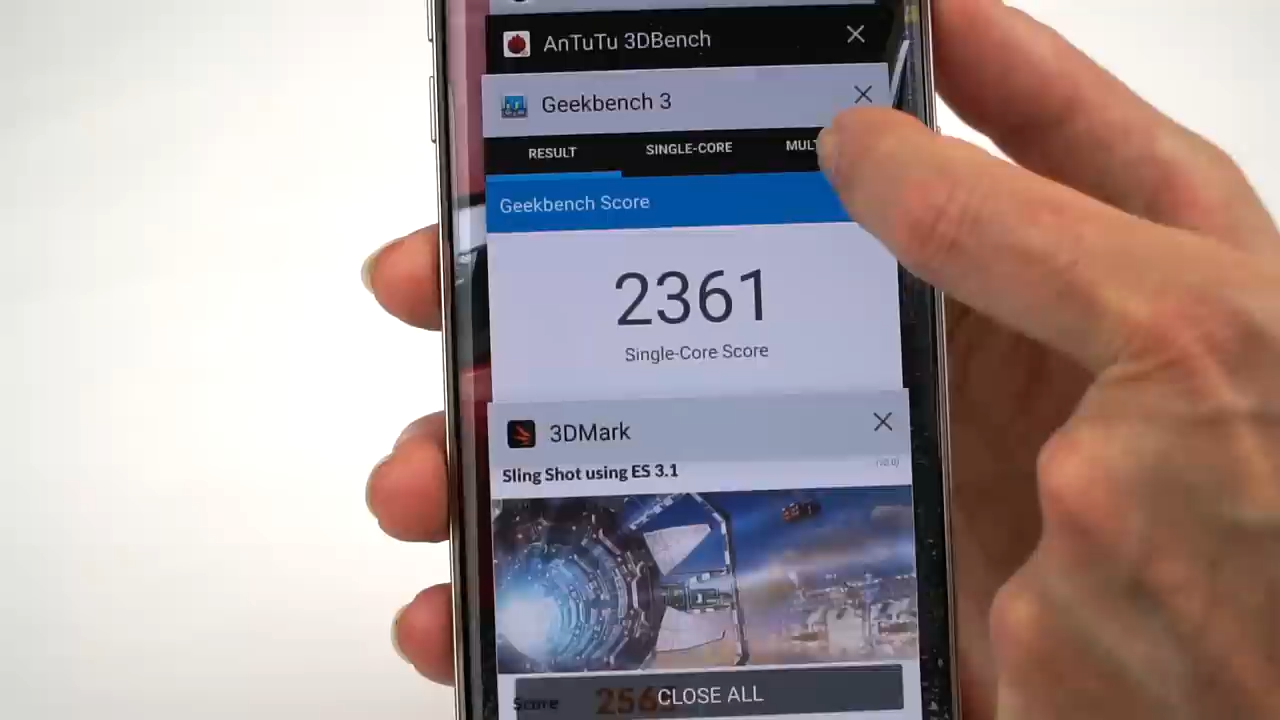 AnTuTu 3DBench
Geekbench 3
RESULT SINGLE-CORE
Geekbench Score
2361
Single-Core Score
3DMark
Sling Shot using ES 3.1
Score
CLOSE ALL